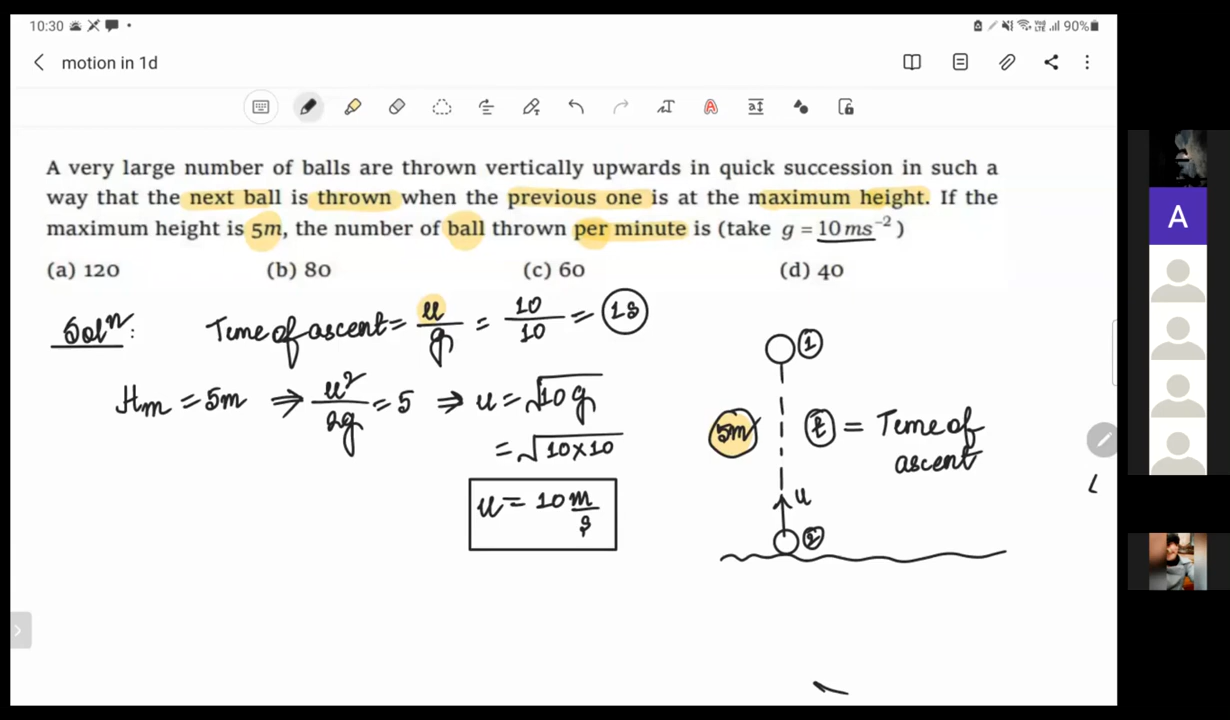 10:30
90%
motion in 1d
A very large number of balls are thrown vertically upwards in quick succession in such a
way that the next ball is thrown when the previous one is at the maximum height. If the
maximum height is 5m, the number of ball thrown per minute is (take g = 10 ms⁻²)
(a) 120 (b) 80 (c) 60 (d) 40
Solⁿ: Time of ascent = u/g = 10/10 = 1s
Hm = 5m ⇒ u²/2g = 5 ⇒ u = √10g
= √10×10
u = 10 m/s
1
5m t = Time of
ascent
u
2
A